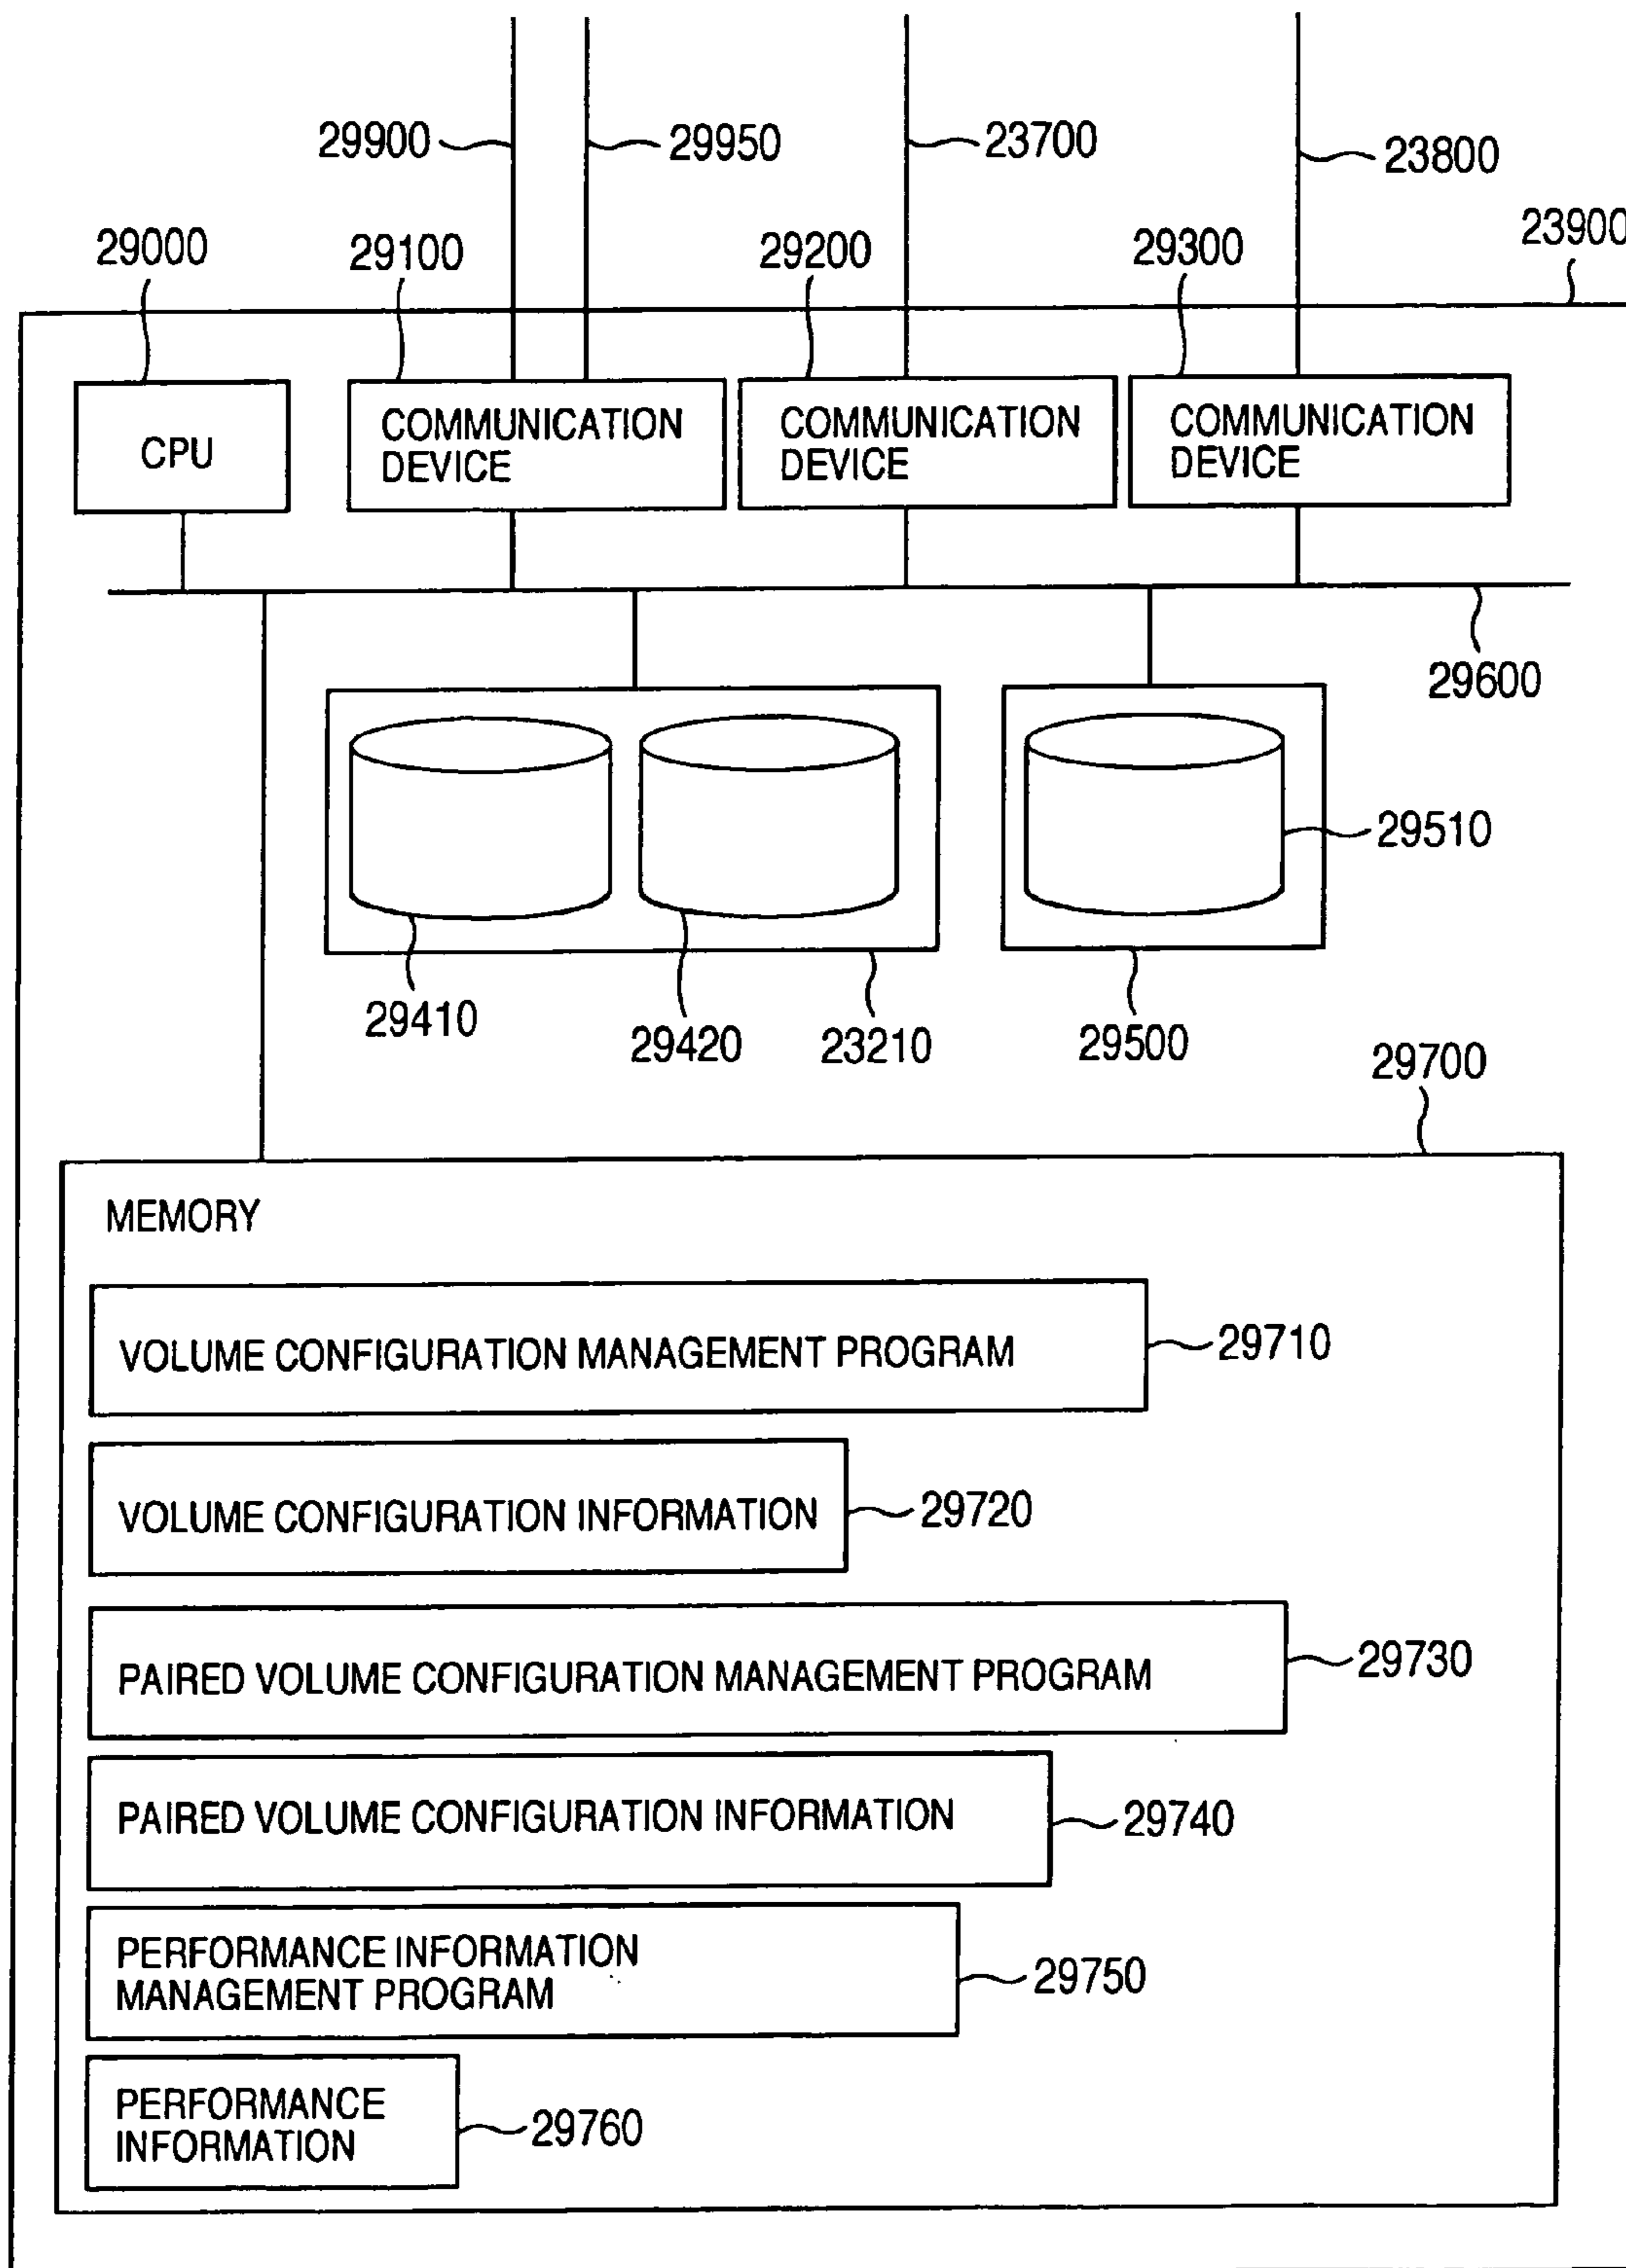 29900
29950
23700
23800
23900
29000
29100
29200
29300
CPU
COMMUNICATION
DEVICE
COMMUNICATION
DEVICE
COMMUNICATION
DEVICE
29600
29510
29410
29420
23210
29500
29700
MEMORY
VOLUME CONFIGURATION MANAGEMENT PROGRAM
29710
VOLUME CONFIGURATION INFORMATION
29720
PAIRED VOLUME CONFIGURATION MANAGEMENT PROGRAM
29730
PAIRED VOLUME CONFIGURATION INFORMATION
29740
PERFORMANCE INFORMATION
MANAGEMENT PROGRAM
29750
PERFORMANCE
INFORMATION
29760